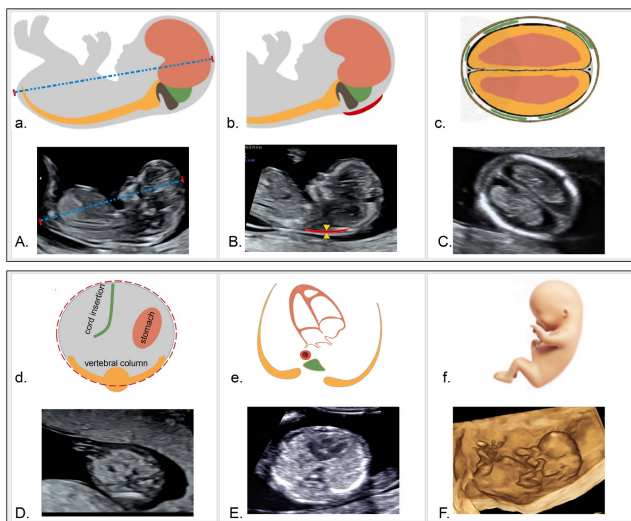 a.
b.
c.
A.
B.
C.
cord insertion
stomach
vertebral column
d.
e.
f.
D.
E.
F.